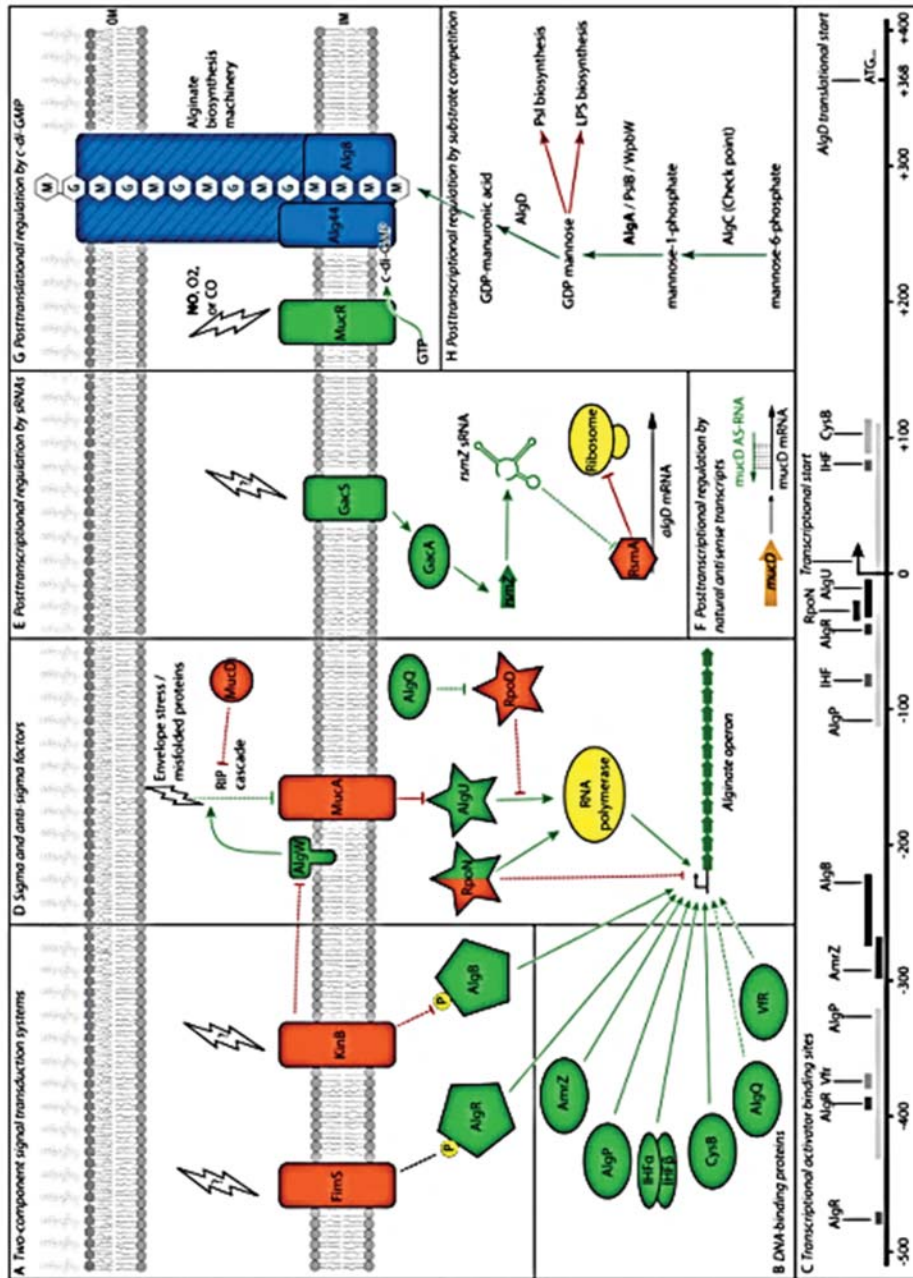 A Two-component signal transduction systems
FimS
P
AlgR
KinB
P
AlgB
B DNA-binding proteins
AmrZ
AlgP
IHFα
IHFβ
CysB
AlgQ
VfR
D Sigma and anti sigma factors
Envelope stress /
misfolded proteins
RIP
cascade
MucD
AlgW
MucA
AlgQ
RpoN
AlgU
RpoD
RNA
polymerase
Alginate operon
E Posttranscriptional regulation by sRNAs
?
GacS
GacA
rsmZ
rsmZ sRNA
RsmA
Ribosome
algD mRNA
F Posttranscriptional regulation by
natural antisense transcripts
mucD
mucD AS-RNA
mucD mRNA
G Posttranslational regulation by c-di-GMP
NO, O2,
or CO
MucR
GTP
c-di-GMP
M
G
M
M
G
M
M
G
M
M
M
Alg44
Alg8
Alginate
biosynthesis
machinery
OM
IM
H Posttranscriptional regulation by substrate competition
GDP-manuronic acid
AlgD
GDP mannose
Psl biosynthesis
LPS biosynthesis
AlgA / PslB / WpbW
mannose-1-phosphate
AlgC (Check point)
mannose-6-phosphate
C Transcriptional activator binding sites
AlgR
AlgR
Vfr
AlgP
AmrZ
AlgB
AlgP
IHF
AlgR
RpoN
AlgU
Transcriptional start
IHF
CysB
AlgD translational start
ATG...
-500
-400
-300
-200
-100
0
+100
+200
+300
+368
+400